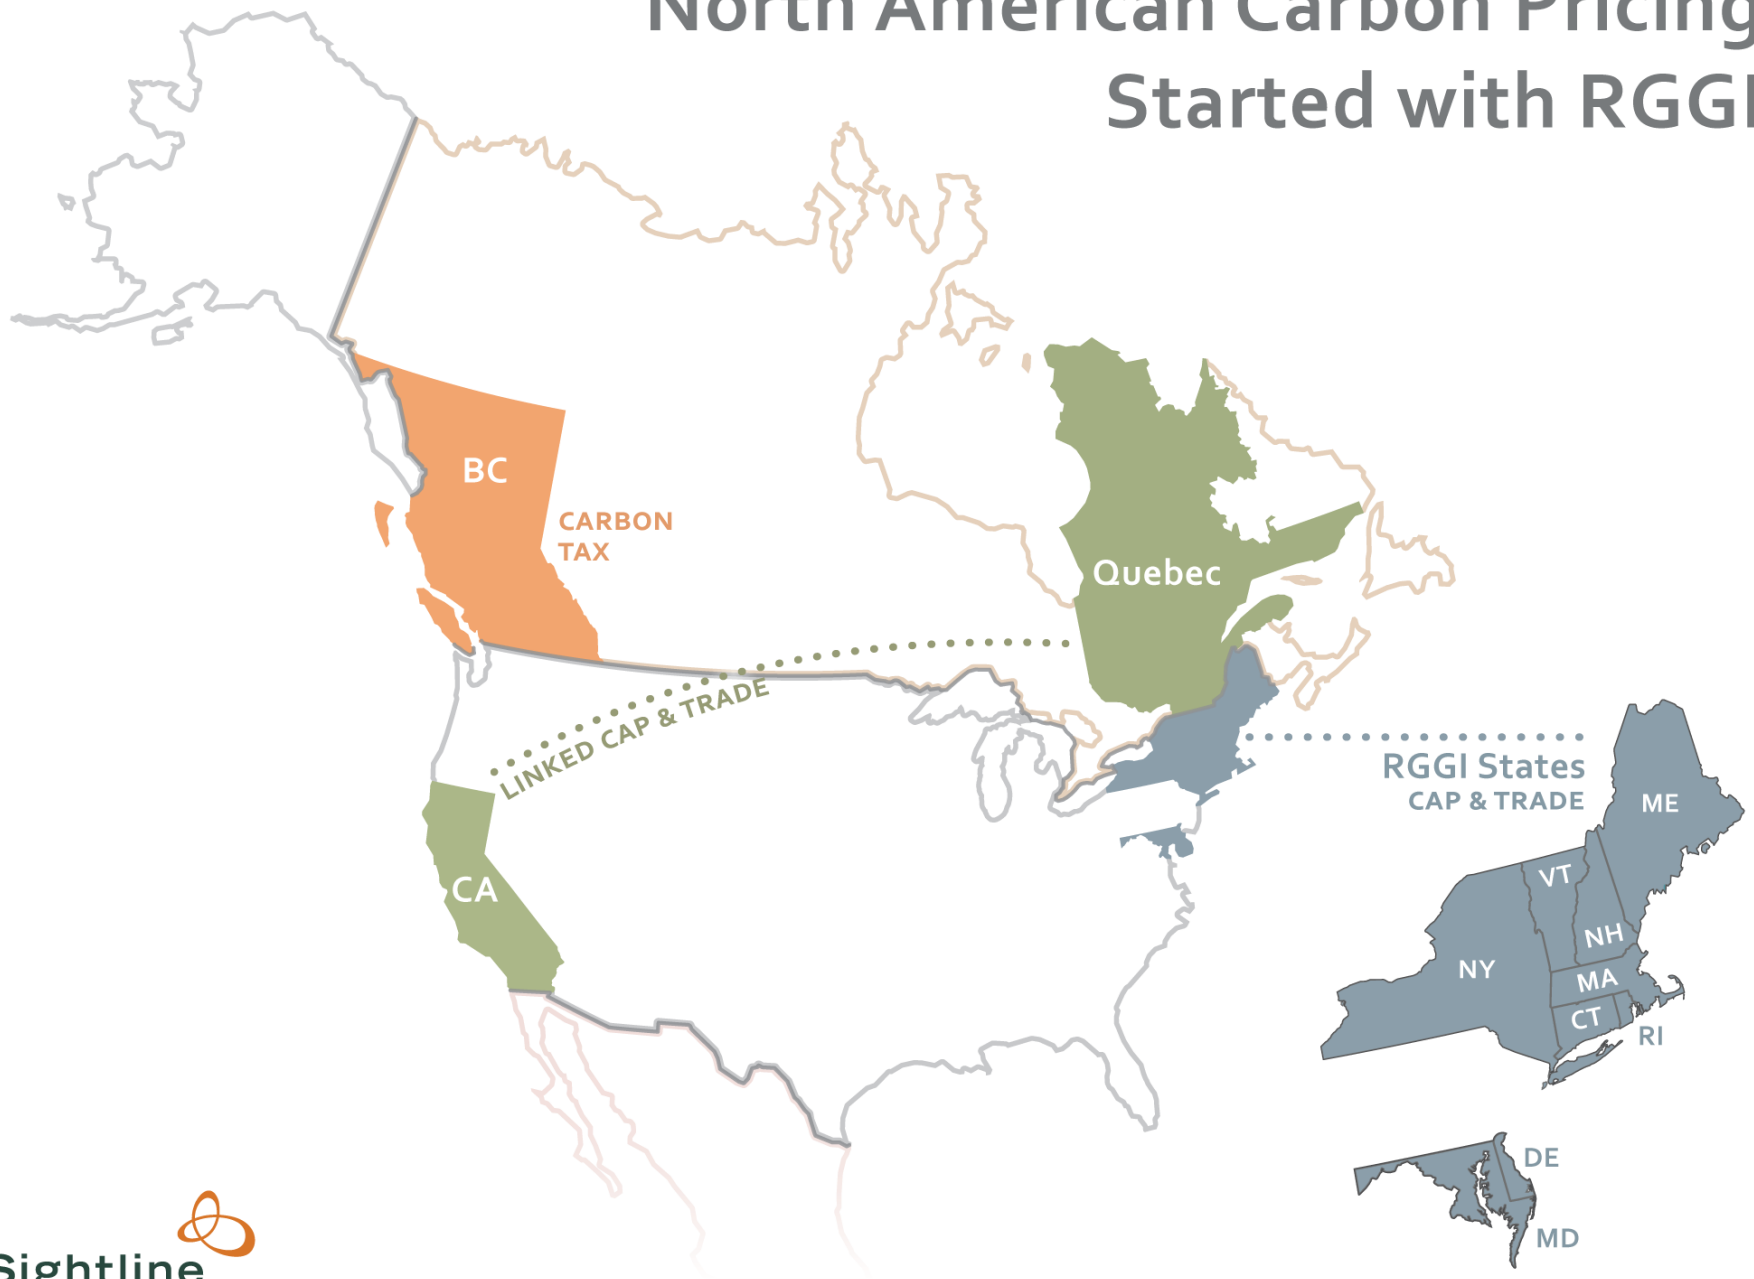 North American Carbon Pricing
Started with RGGI
BC
CARBON
TAX
Quebec
LINKED CAP & TRADE
CA
RGGI States
CAP & TRADE
ME
VT
NH
NY
MA
CT
RI
DE
MD
Sightline